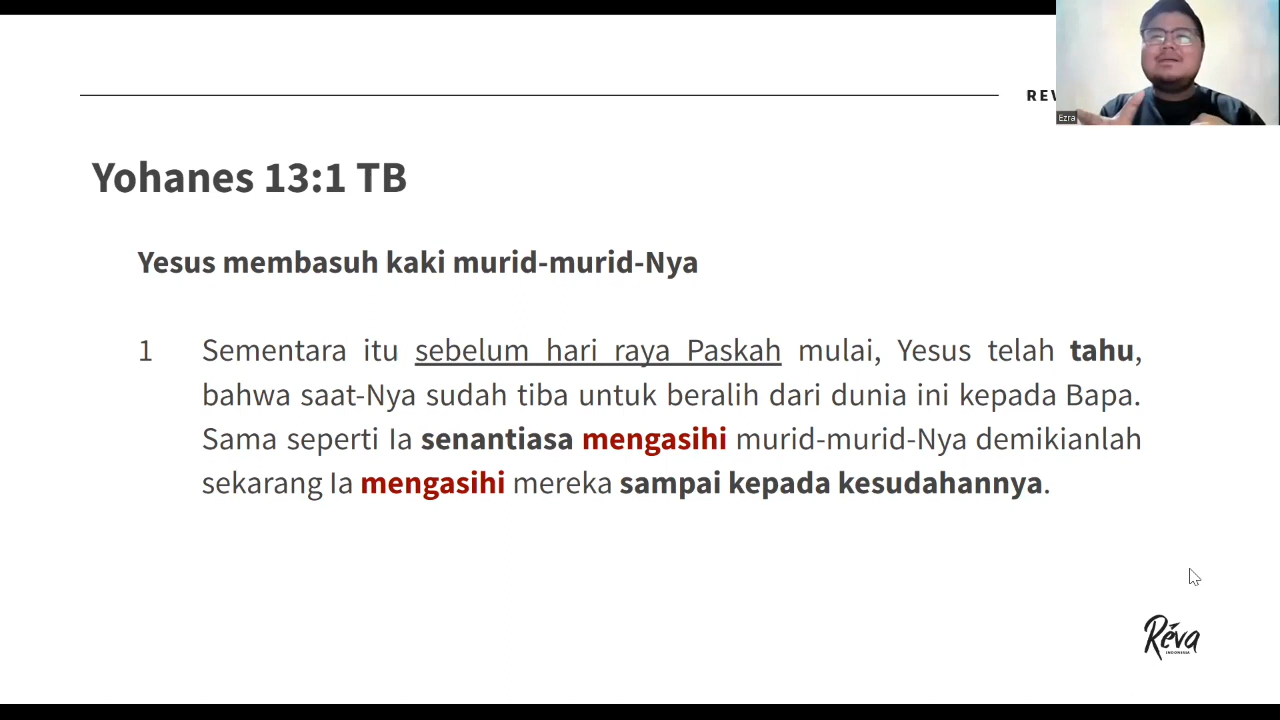 Ezra
Yohanes 13:1 TB
Yesus membasuh kaki murid-murid-Nya
1 Sementara itu sebelum hari raya Paskah mulai, Yesus telah tahu,
bahwa saat-Nya sudah tiba untuk beralih dari dunia ini kepada Bapa.
Sama seperti Ia senantiasa mengasihi murid-murid-Nya demikianlah
sekarang Ia mengasihi mereka sampai kepada kesudahannya.
Réva
INDONESIA